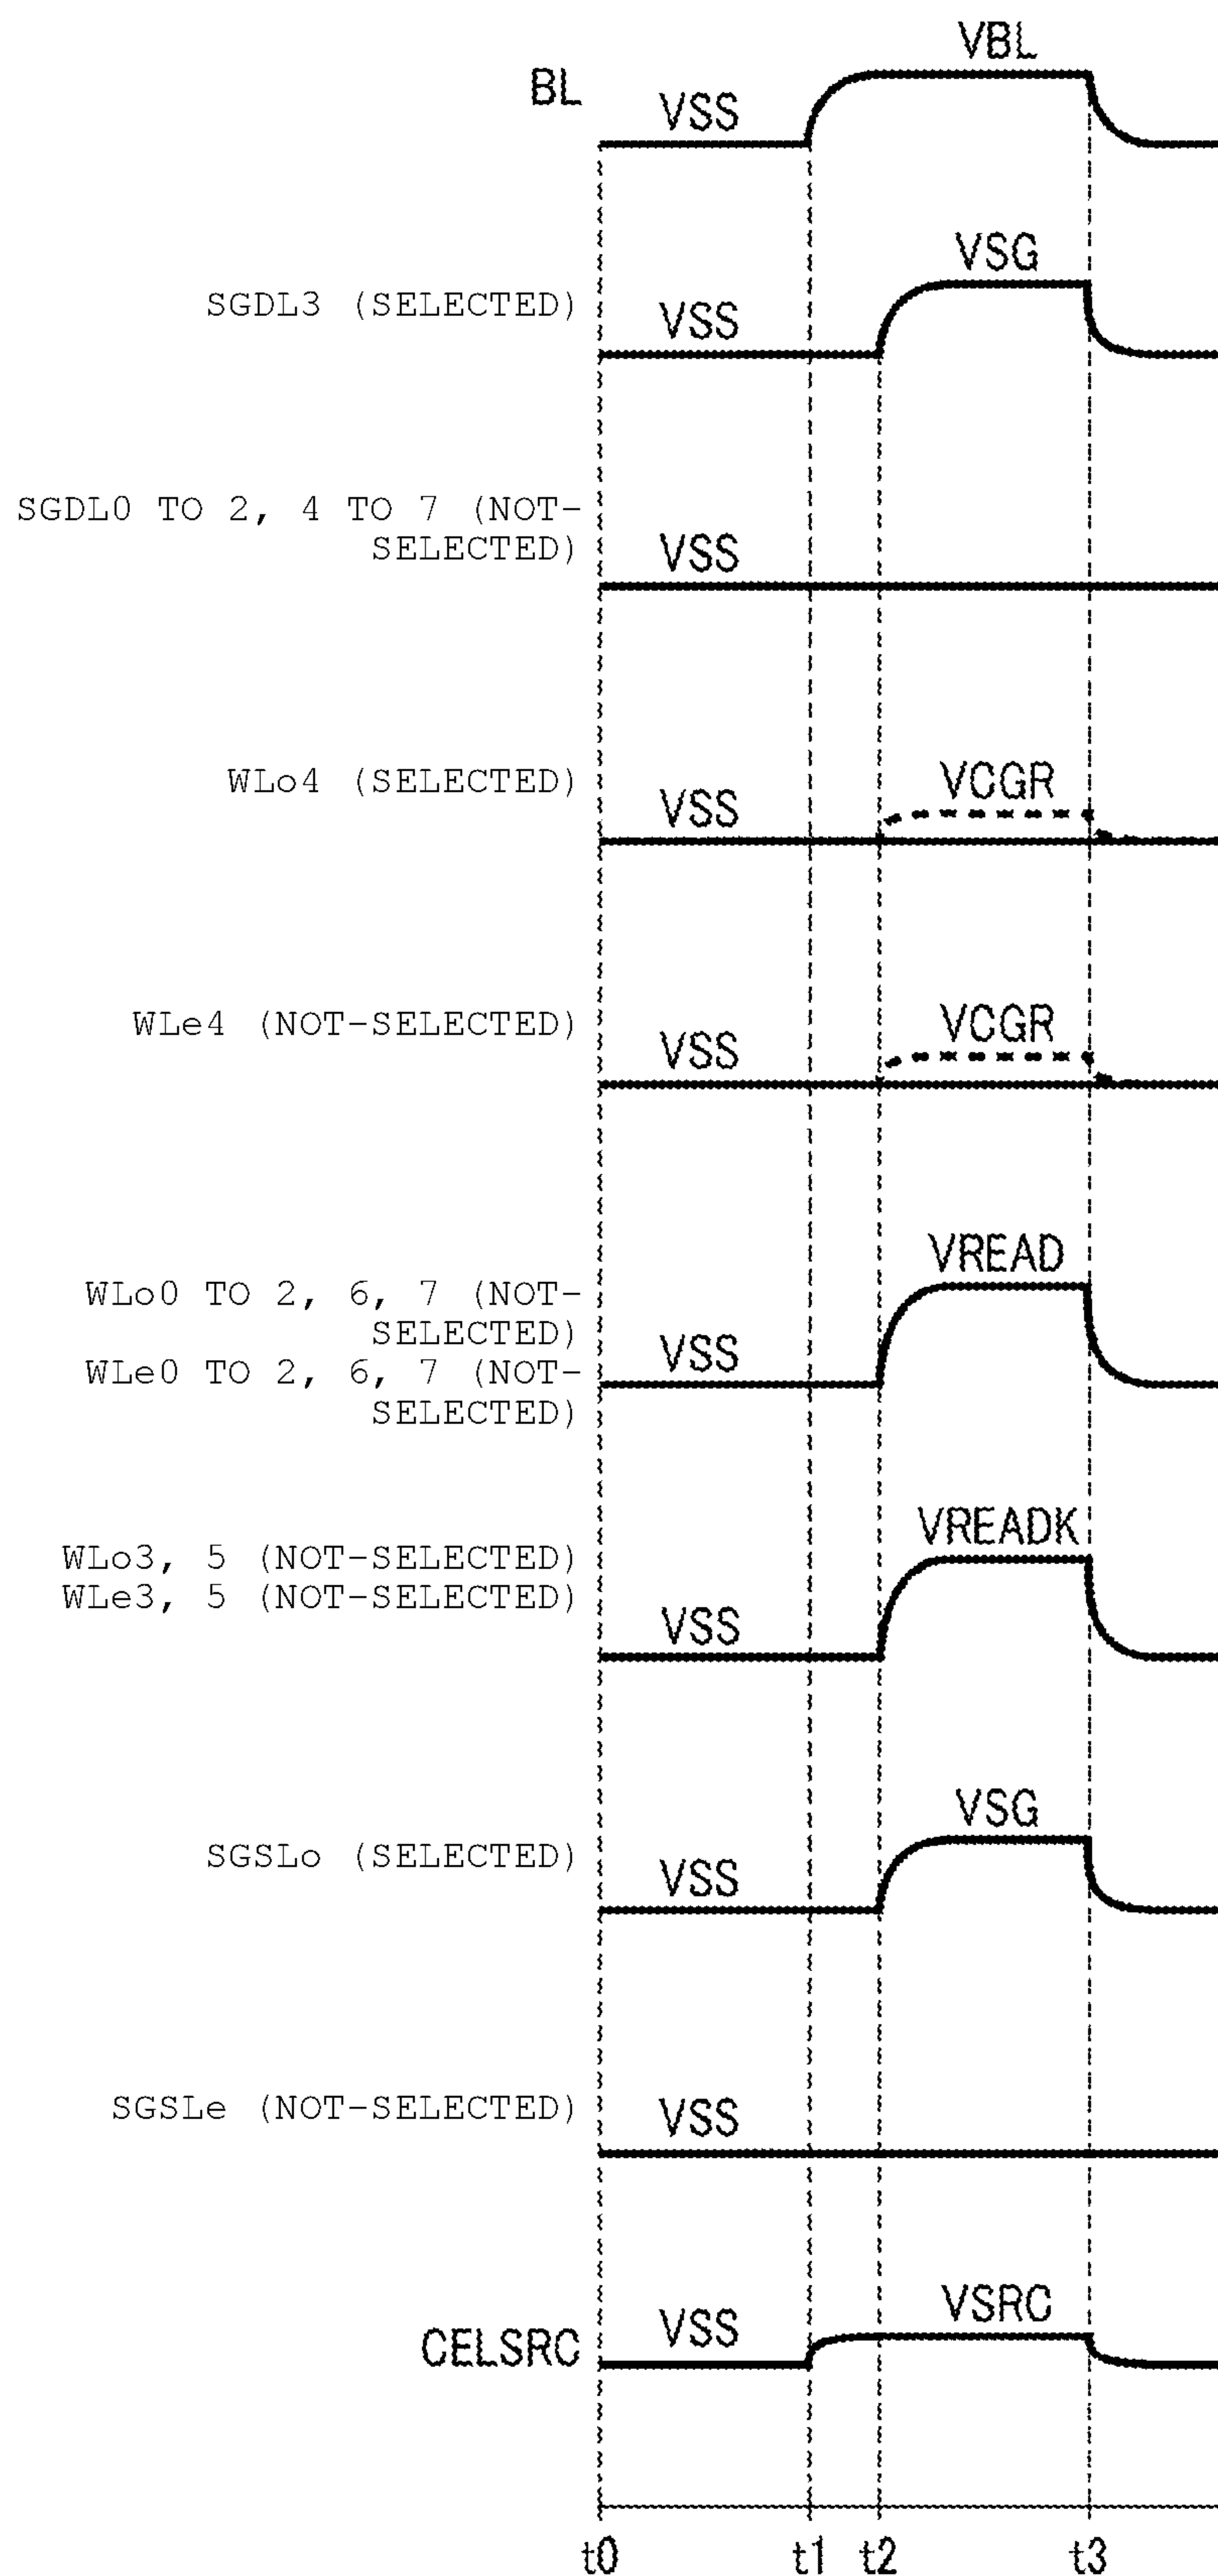 VBL
BL
VSS
VSG
SGDL3 (SELECTED)
VSS
SGDL0 TO 2, 4 TO 7 (NOT-
SELECTED)
VSS
VCGR
WLo4 (SELECTED)
VSS
VCGR
WLe4 (NOT-SELECTED)
VSS
VREAD
WLo0 TO 2, 6, 7 (NOT-
SELECTED)
VSS
WLe0 TO 2, 6, 7 (NOT-
SELECTED)
VREADK
WLo3, 5 (NOT-SELECTED)
WLe3, 5 (NOT-SELECTED)
VSS
VSG
SGSLo (SELECTED)
VSS
SGSLe (NOT-SELECTED)
VSS
VSRC
CELSRC
VSS
t0 t1 t2 t3